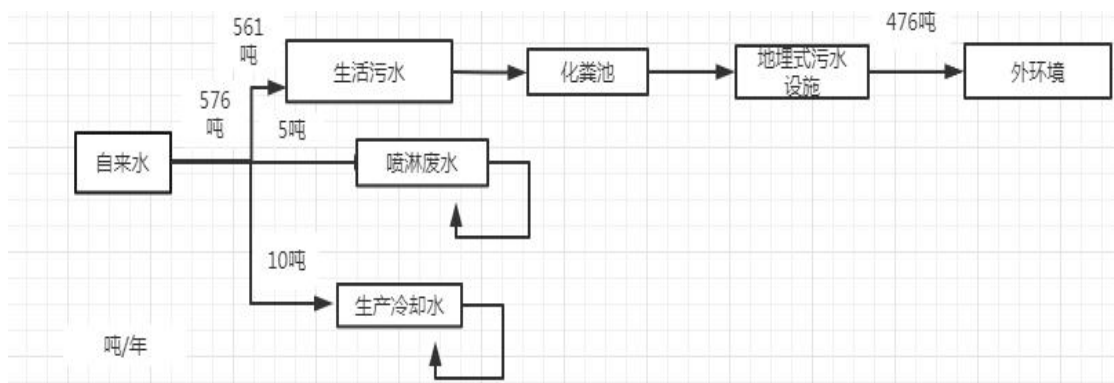 561
吨
476吨
生活污水
化粪池
地埋式污水
设施
外环境
576
吨
5吨
自来水
喷淋废水
10吨
生产冷却水
吨/年